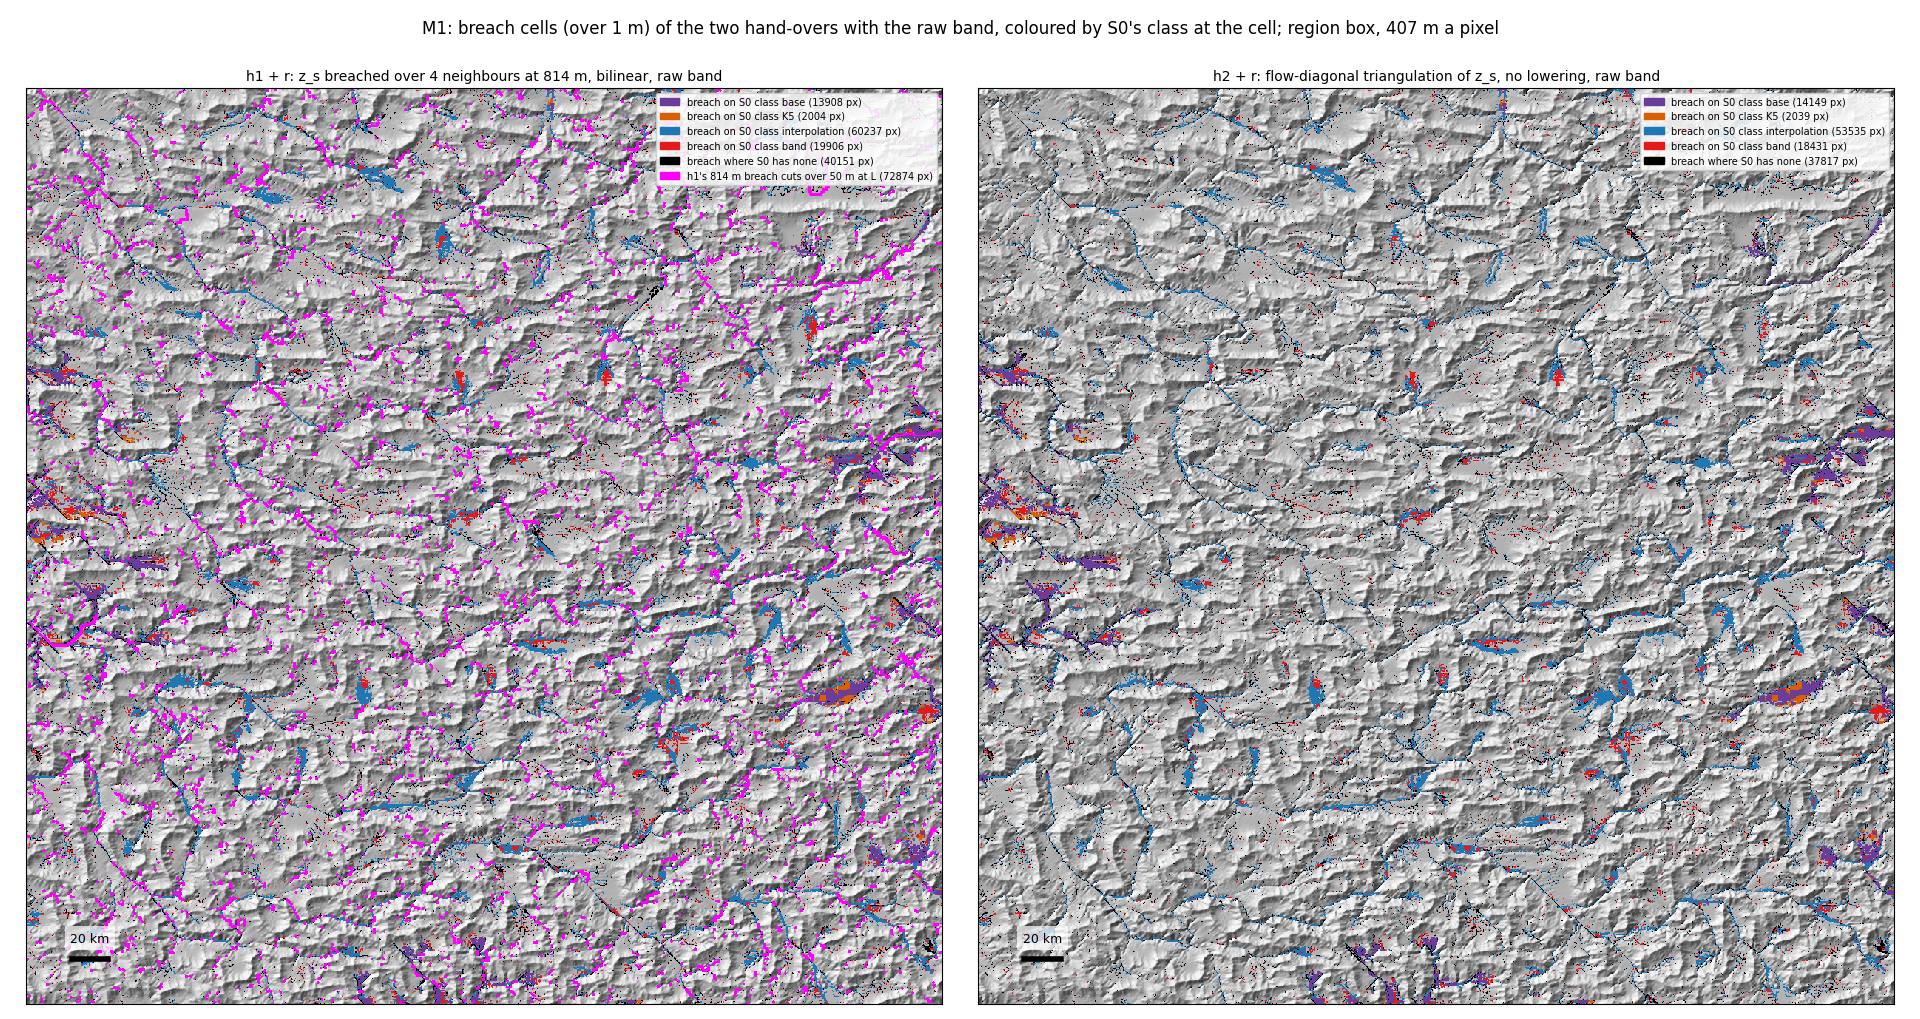 M1: breach cells (over 1 m) of the two hand-overs with the raw band, coloured by S0's class at the cell; region box, 407 m a pixel
h1 + r: z_s breached over 4 neighbours at 814 m, bilinear, raw band
breach on S0 class base (13908 px)
breach on S0 class K5 (2004 px)
breach on S0 class interpolation (60237 px)
breach on S0 class band (19906 px)
breach where S0 has none (40151 px)
h1's 814 m breach cuts over 50 m at L (72874 px)
20 km
h2 + r: flow-diagonal triangulation of z_s, no lowering, raw band
breach on S0 class base (14149 px)
breach on S0 class K5 (2039 px)
breach on S0 class interpolation (53535 px)
breach on S0 class band (18431 px)
breach where S0 has none (37817 px)
20 km